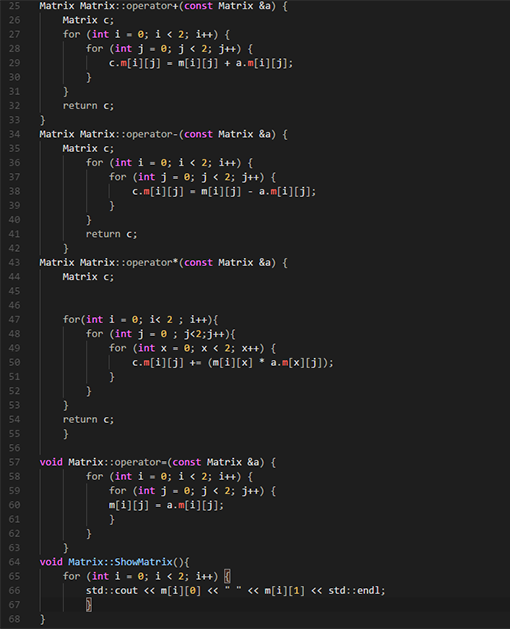 25 Matrix Matrix::operator+(const Matrix &a) {
26     Matrix c;
27     for (int i = 0; i < 2; i++) {
28         for (int j = 0; j < 2; j++) {
29             c.m[i][j] = m[i][j] + a.m[i][j];
30         }
31     }
32     return c;
33 }
34 Matrix Matrix::operator-(const Matrix &a) {
35     Matrix c;
36         for (int i = 0; i < 2; i++) {
37             for (int j = 0; j < 2; j++) {
38                 c.m[i][j] = m[i][j] - a.m[i][j];
39             }
40         }
41         return c;
42     }
43 Matrix Matrix::operator*(const Matrix &a) {
44     Matrix c;
45
46
47     for(int i = 0; i< 2 ; i++){
48         for (int j = 0 ; j<2;j++){
49             for (int x = 0; x < 2; x++) {
50                 c.m[i][j] += (m[i][x] * a.m[x][j]);
51             }
52         }
53     }
54     return c;
55     }
56
57 void Matrix::operator=(const Matrix &a) {
58         for (int i = 0; i < 2; i++) {
59             for (int j = 0; j < 2; j++) {
60             m[i][j] = a.m[i][j];
61             }
62         }
63     }
64 void Matrix::ShowMatrix(){
65     for (int i = 0; i < 2; i++) {
66         std::cout << m[i][0] << " " << m[i][1] << std::endl;
67         }
68 }